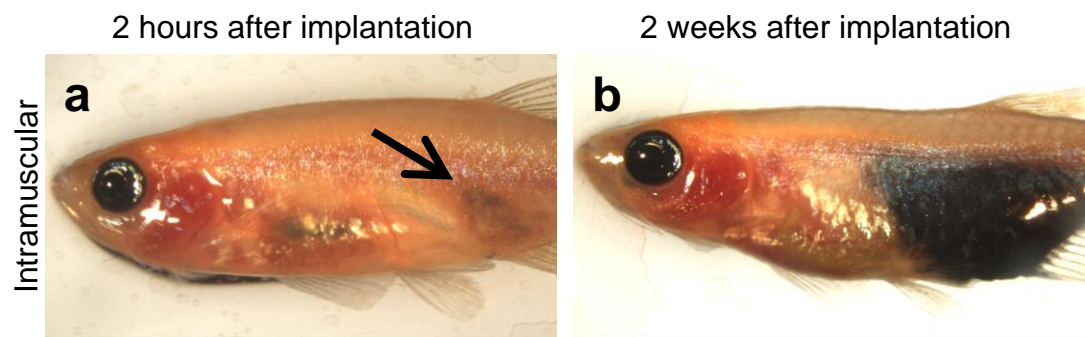 2 hours after implantation
2 weeks after implantation
Intramuscular
a
b